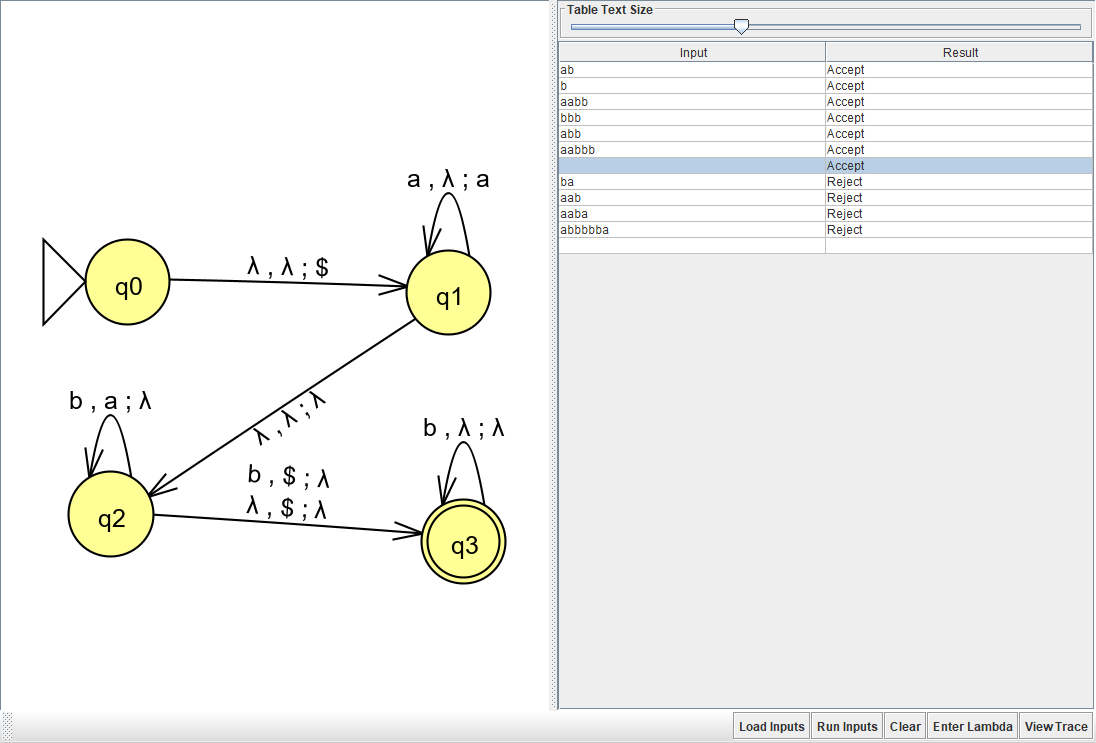 a , λ ; a
λ , λ ; $
q0
q1
λ , λ ; λ
b , a ; λ
b , $ ; λ
λ , $ ; λ
q2
b , λ ; λ
q3
Table Text Size
Input Result
ab Accept
b Accept
aabb Accept
bbb Accept
abb Accept
aabbb Accept
Accept
ba Reject
aab Reject
aaba Reject
abbbbba Reject
Load Inputs Run Inputs Clear Enter Lambda View Trace